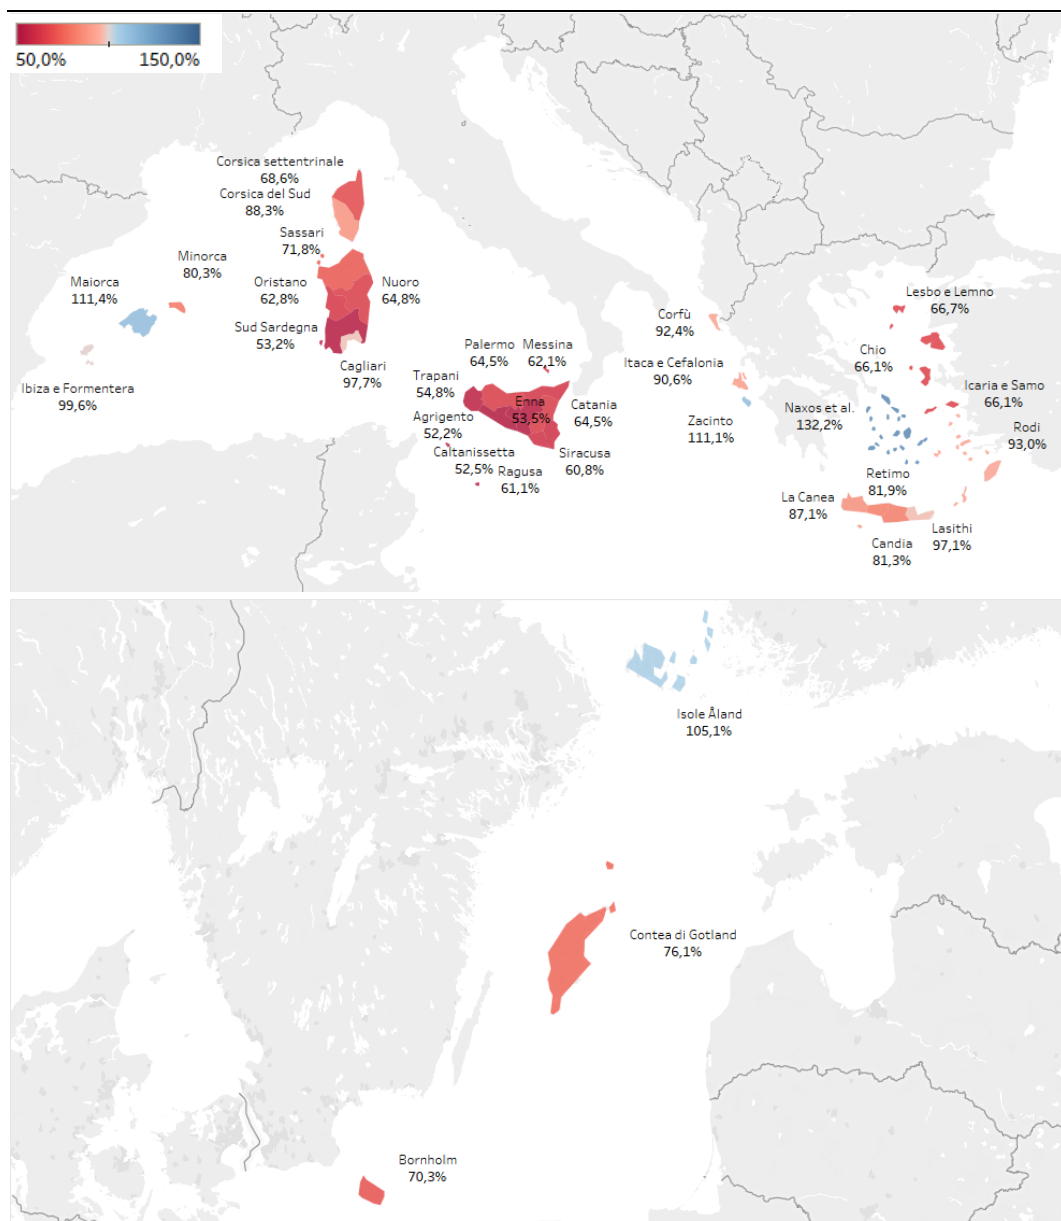 50,0%
150,0%
Corsica settentrinale
68,6%
Corsica del Sud
88,3%
Sassari
71,8%
Minorca
80,3%
Maiorca
111,4%
Oristano
62,8%
Nuoro
64,8%
Sud Sardegna
53,2%
Cagliari
97,7%
Ibiza e Formentera
99,6%
Palermo
64,5%
Messina
62,1%
Trapani
54,8%
Enna
53,5%
Catania
64,5%
Agrigento
52,2%
Caltanissetta
52,5%
Ragusa
61,1%
Siracusa
60,8%
Corfù
92,4%
Itaca e Cefalonia
90,6%
Zacinto
111,1%
Lesbo e Lemno
66,7%
Chio
66,1%
Icaria e Samo
66,1%
Naxos et al.
132,2%
Rodi
93,0%
Retimo
81,9%
La Canea
87,1%
Lasithi
97,1%
Candia
81,3%
Isole Åland
105,1%
Contea di Gotland
76,1%
Bornholm
70,3%